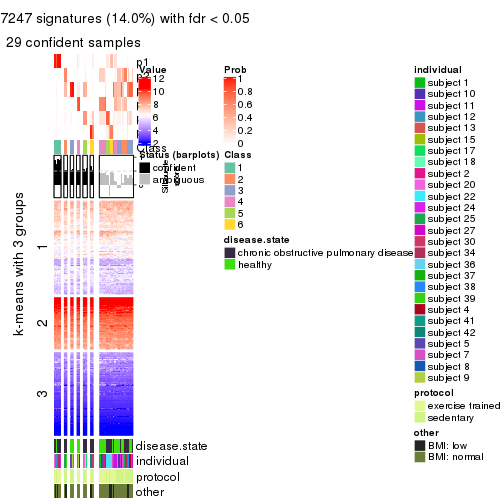 7247 signatures (14.0%) with fdr < 0.05
29 confident samples
p1
Value
12
10
8
6
4
2
Prob
1
0.8
0.6
0.4
0.2
0
Class
Status (barplots)
confident
ambiguous
Class
1
2
3
4
5
6
disease.state
chronic obstructive pulmonary disease
healthy
k-means with 3 groups
1
2
3
disease.state
individual
protocol
other
individual
subject 1
subject 10
subject 11
subject 12
subject 13
subject 15
subject 17
subject 18
subject 2
subject 20
subject 22
subject 24
subject 25
subject 27
subject 30
subject 34
subject 36
subject 37
subject 38
subject 39
subject 4
subject 41
subject 42
subject 5
subject 7
subject 8
subject 9
protocol
exercise trained
sedentary
other
BMI: low
BMI: normal